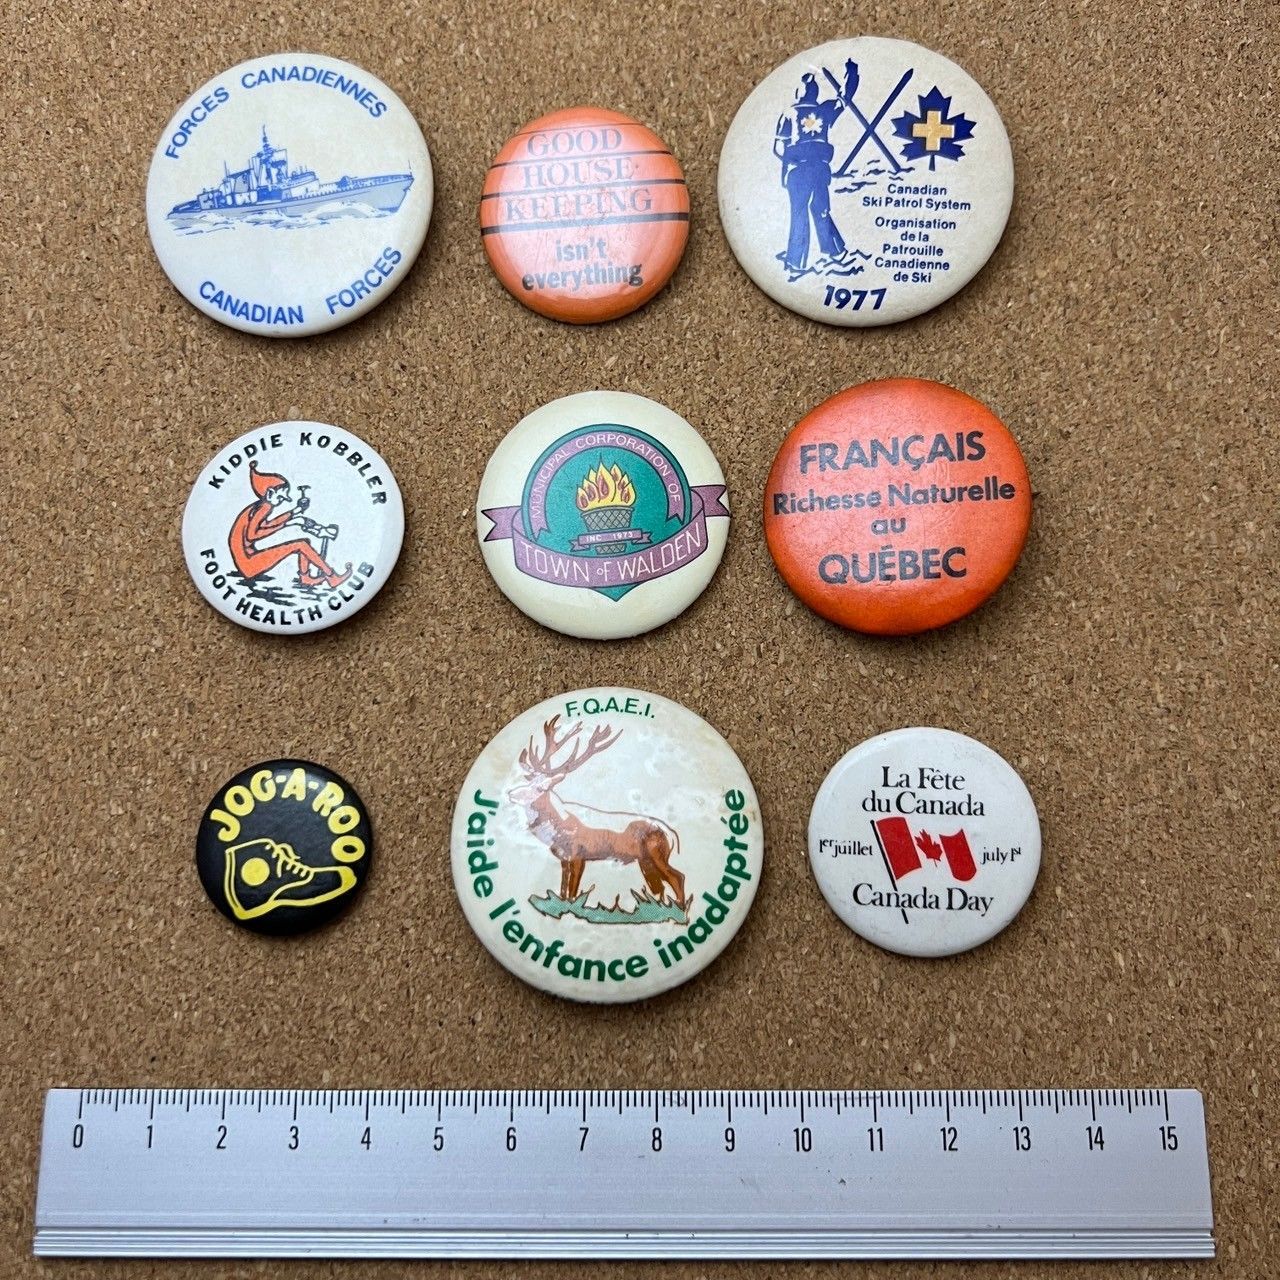 FORCES CANADIENNES
CANADIAN FORCES
GOOD
HOUSE
KEEPING
isn't
everything
Canadian
Ski Patrol System
Organisation
de la
Patrouille
Canadienne
de Ski
1977
KIDDIE KOBBLER
FOOT HEALTH CLUB
MUNICIPAL CORPORATION OF
INC 1973
TOWN OF WALDEN
FRANÇAIS
Richesse Naturelle
au
QUÉBEC
JOG-A-ROO
F.Q.A.E.I.
J'aide l'enfance inadaptée
La Fête
du Canada
1er juillet
july 1st
Canada Day
0 1 2 3 4 5 6 7 8 9 10 11 12 13 14 15